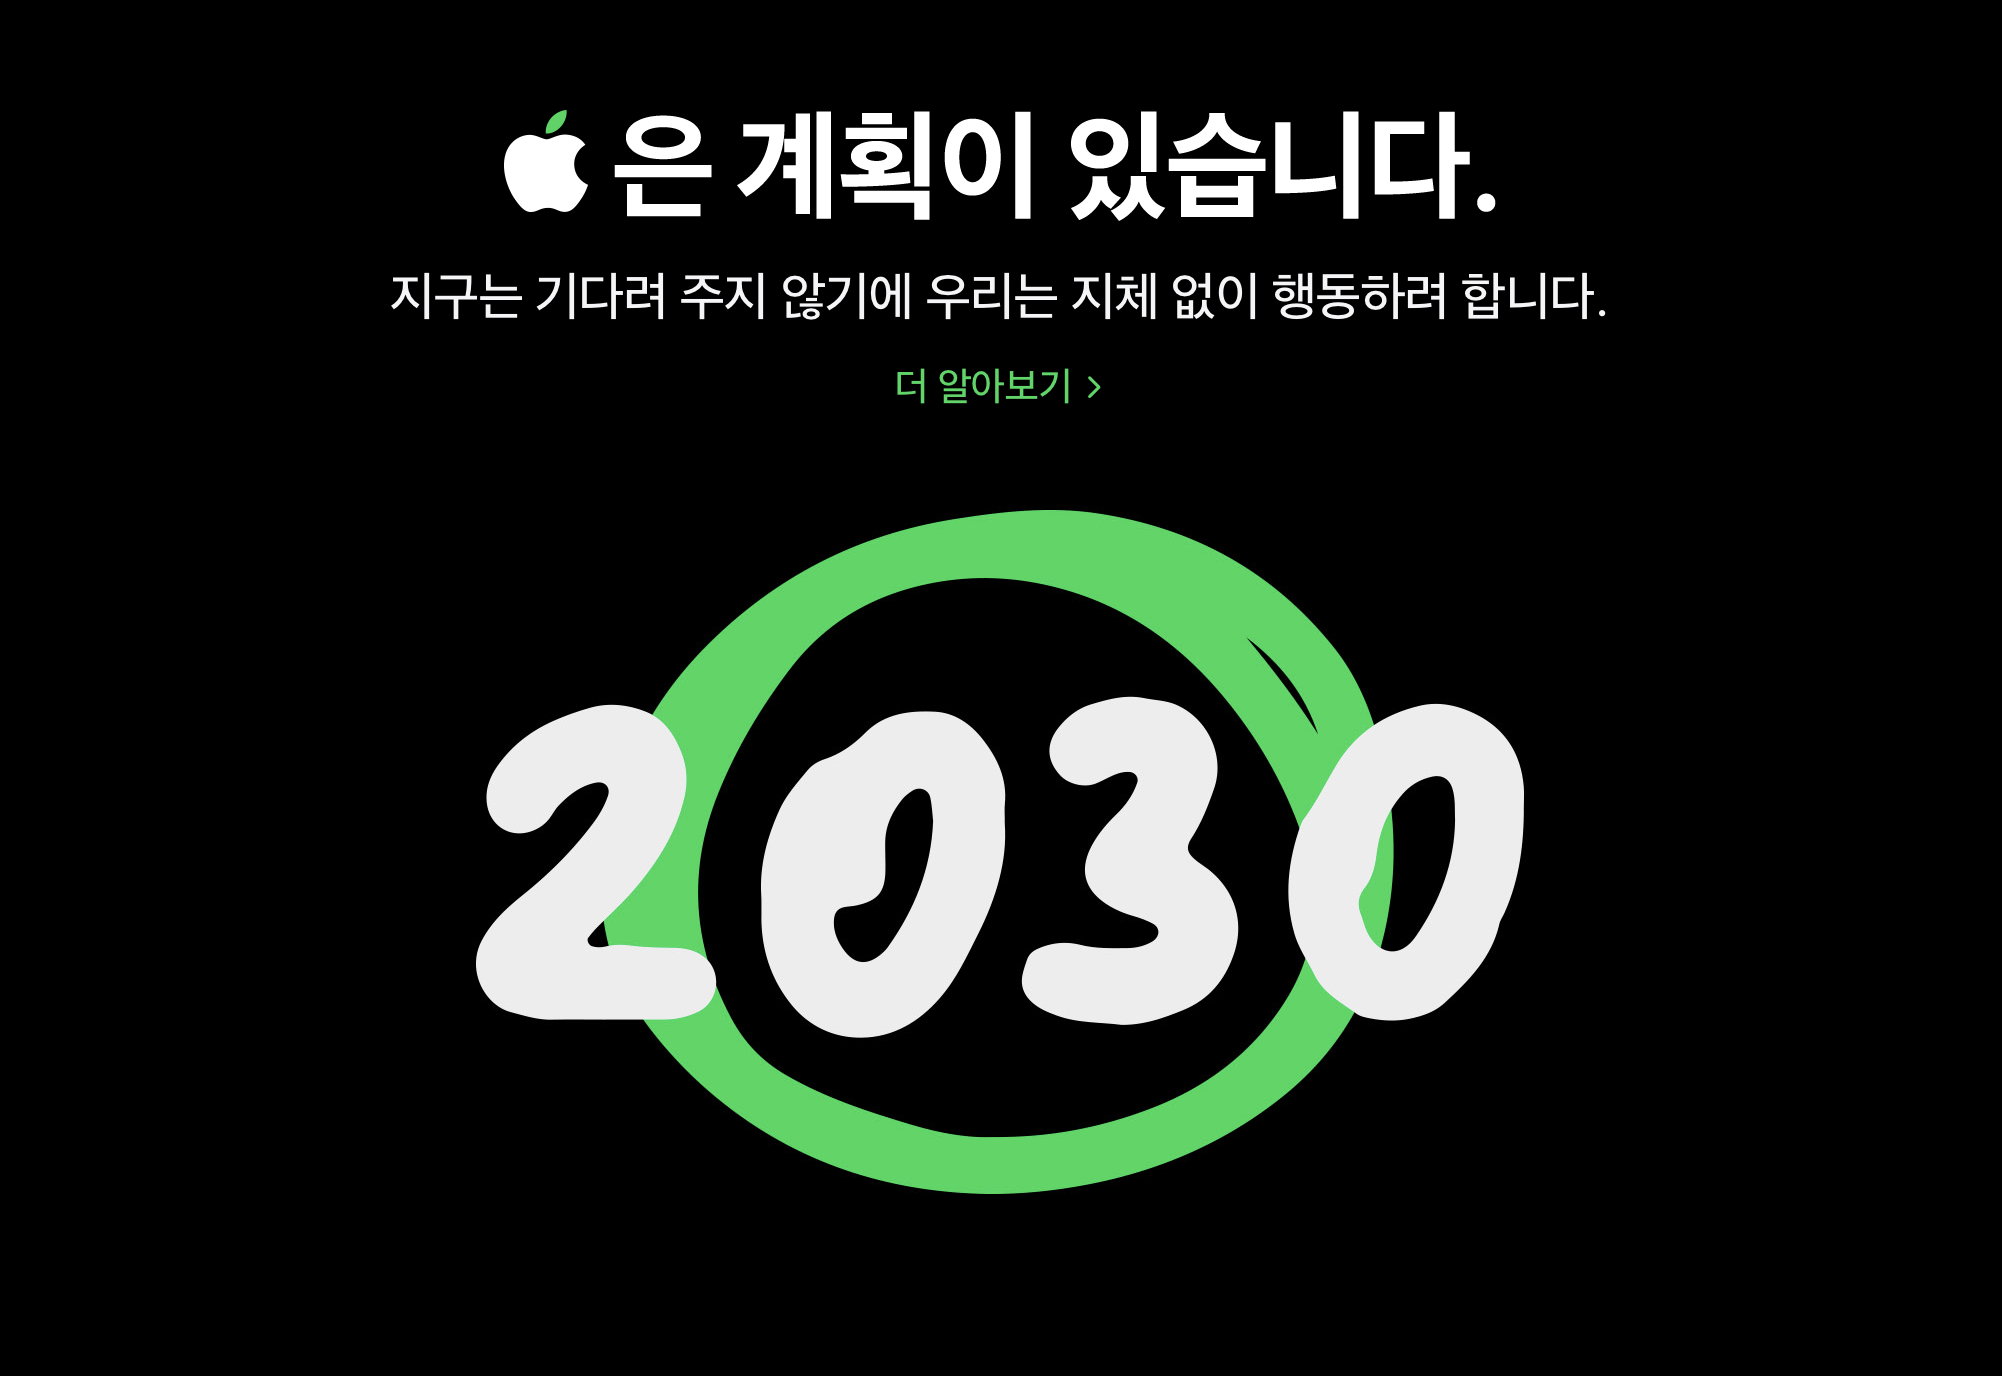 은 계획이 있습니다.
지구는 기다려 주지 않기에 우리는 지체 없이 행동하려 합니다.
더 알아보기 >
2030